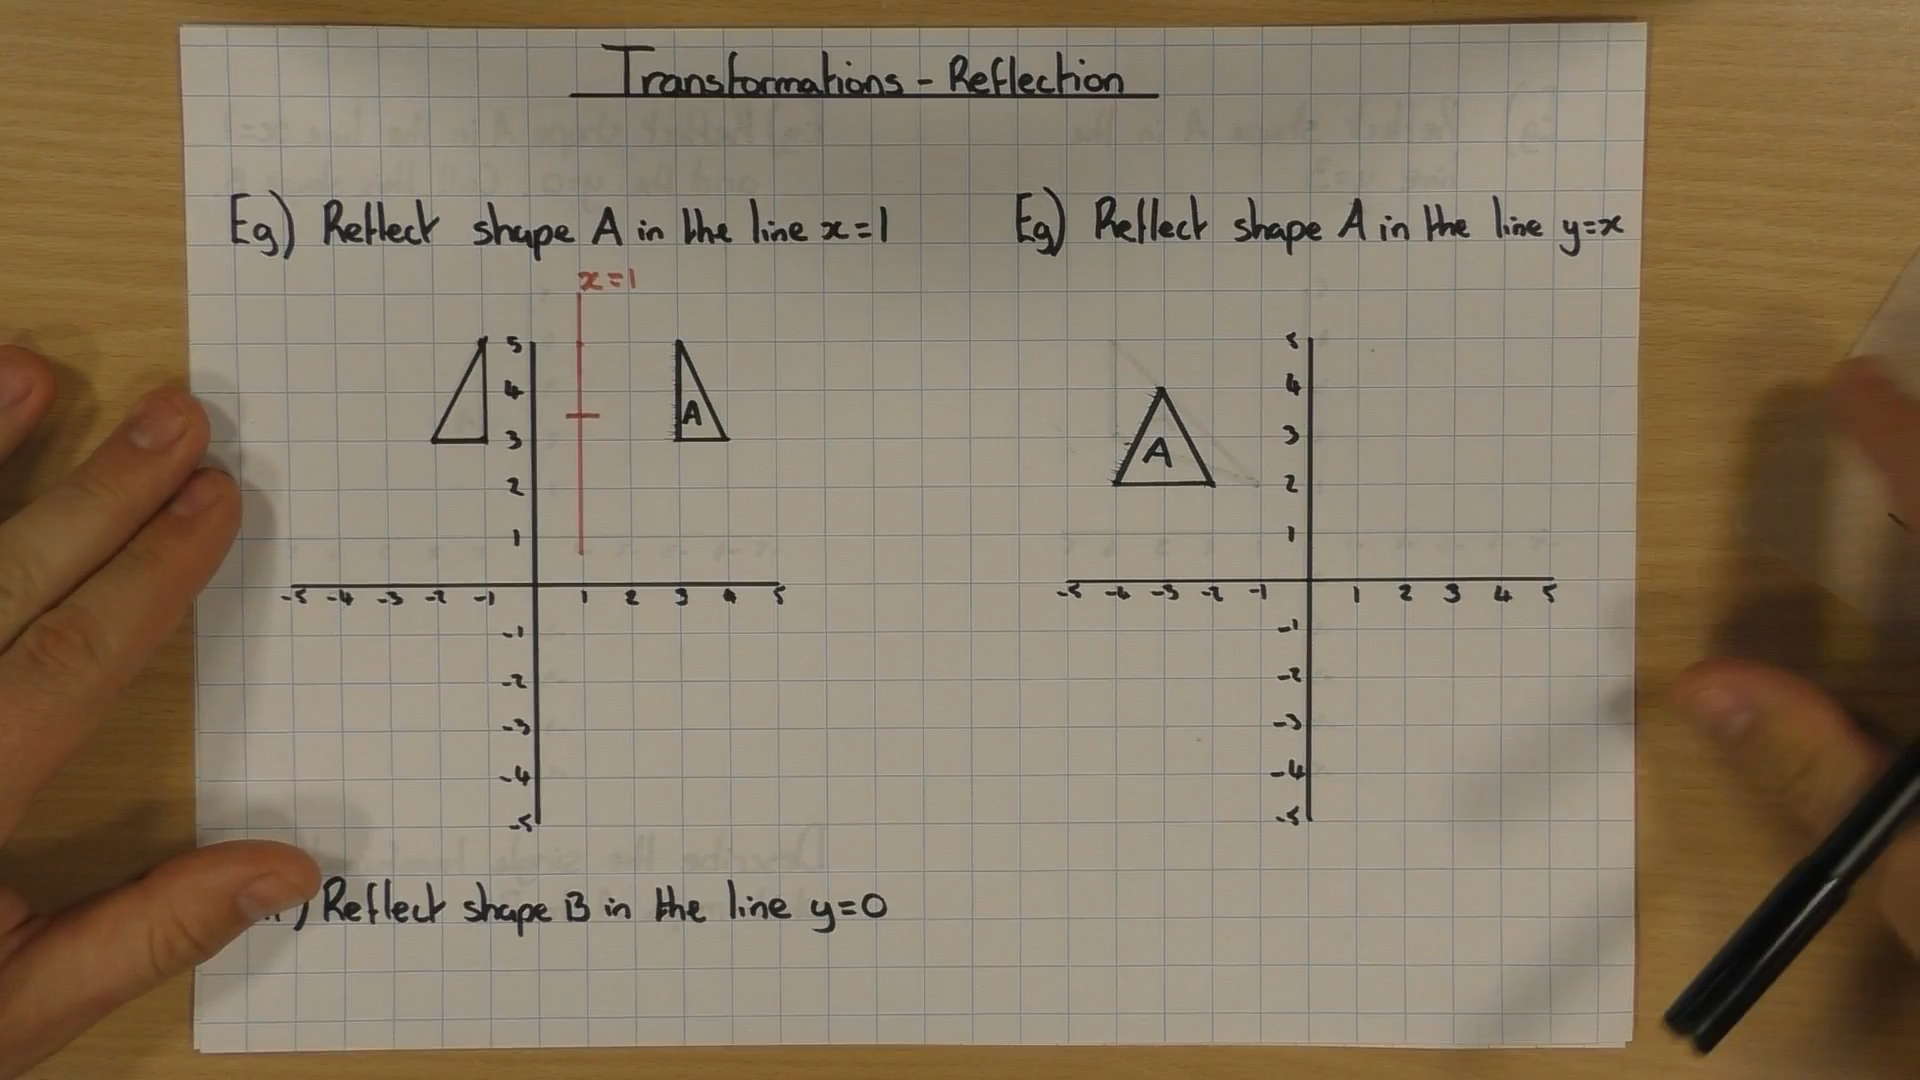 Transformations - Reflection
Eg) Reflect shape A in the line x=1
x=1
5
4
A
3
2
1
-5 -4 -3 -2 -1 1 2 3 4 5
-1
-2
-3
-4
-5
Eg) Reflect shape A in the line y=x
5
4
3
A
2
1
-5 -4 -3 -2 -1 1 2 3 4 5
-1
-2
-3
-4
-5
) Reflect shape B in the line y=0